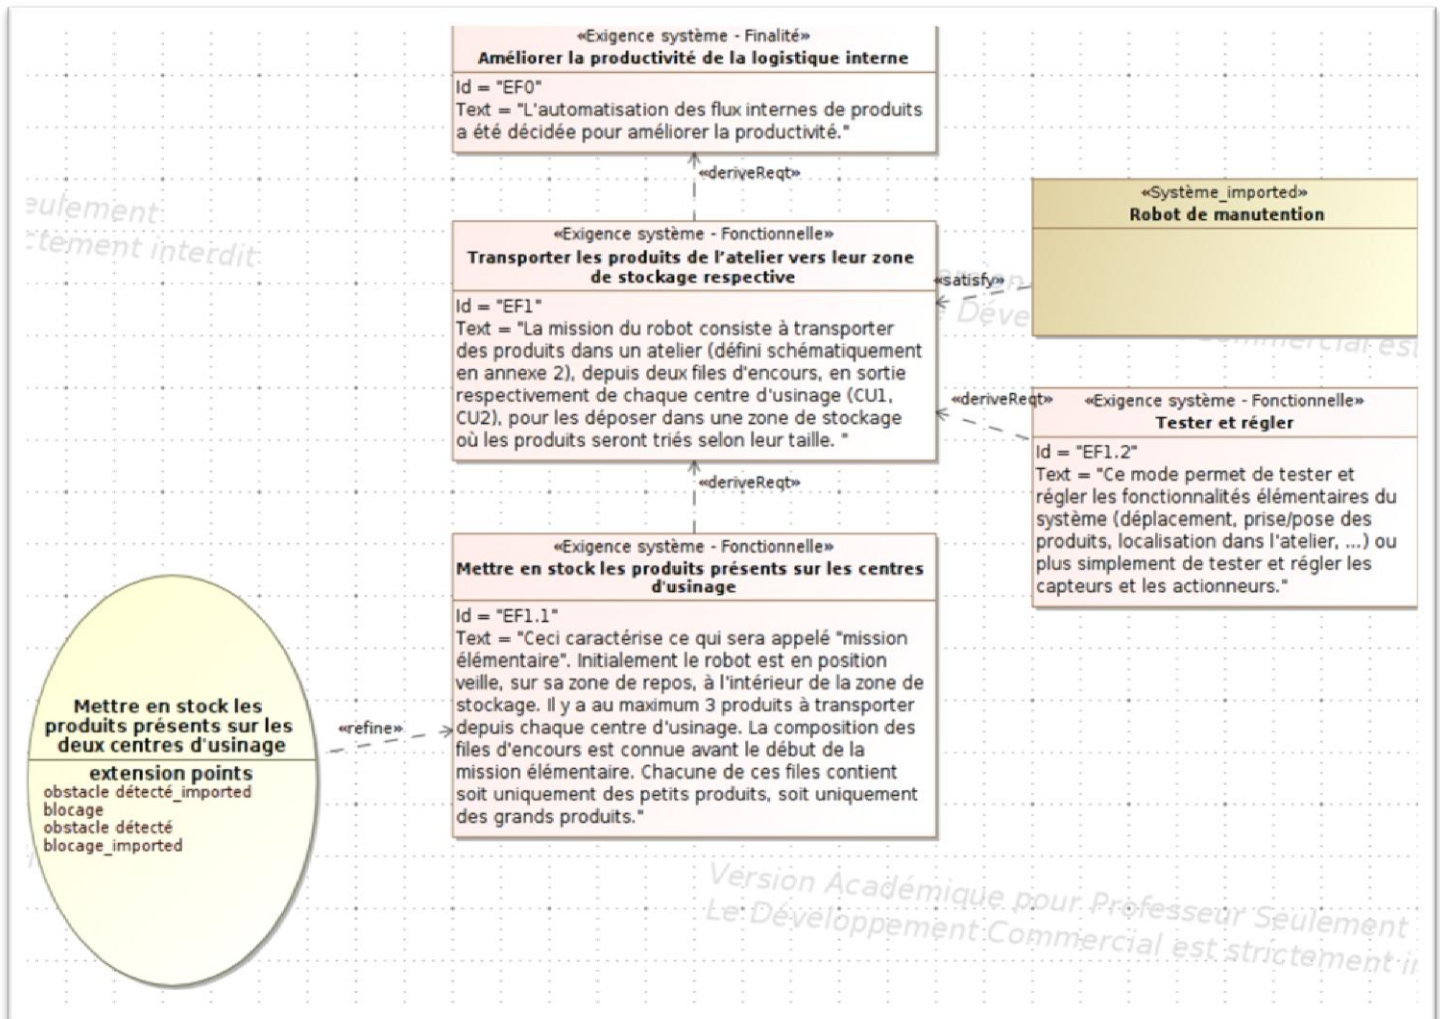 «Exigence système - Finalité»
Améliorer la productivité de la logistique interne
Id = "EF0"
Text = "L'automatisation des flux internes de produits
a été décidée pour améliorer la productivité."
«deriveReqt»
eulement
ctement interdit
«Système_imported»
Robot de manutention
«Exigence système - Fonctionnelle»
Transporter les produits de l'atelier vers leur zone
de stockage respective
«satisfy»
Id = "EF1"
Text = "La mission du robot consiste à transporter
des produits dans un atelier (défini schématiquement
en annexe 2), depuis deux files d'encours, en sortie
respectivement de chaque centre d'usinage (CU1,
CU2), pour les déposer dans une zone de stockage
où les produits seront triés selon leur taille. "
«deriveReqt»
«Exigence système - Fonctionnelle»
Tester et régler
Id = "EF1.2"
Text = "Ce mode permet de tester et
régler les fonctionnalités élémentaires du
système (déplacement, prise/pose des
produits, localisation dans l'atelier, ...) ou
plus simplement de tester et régler les
capteurs et les actionneurs."
«deriveReqt»
«Exigence système - Fonctionnelle»
Mettre en stock les produits présents sur les centres
d'usinage
Id = "EF1.1"
Text = "Ceci caractérise ce qui sera appelé "mission
élémentaire". Initialement le robot est en position
veille, sur sa zone de repos, à l'intérieur de la zone de
stockage. Il y a au maximum 3 produits à transporter
depuis chaque centre d'usinage. La composition des
files d'encours est connue avant le début de la
mission élémentaire. Chacune de ces files contient
soit uniquement des petits produits, soit uniquement
des grands produits."
«refine»
Mettre en stock les
produits présents sur les
deux centres d'usinage
extension points
obstacle détecté_imported
blocage
obstacle détecté
blocage_imported
Version Académique pour Professeur Seulement
Le Développement Commercial est strictement in